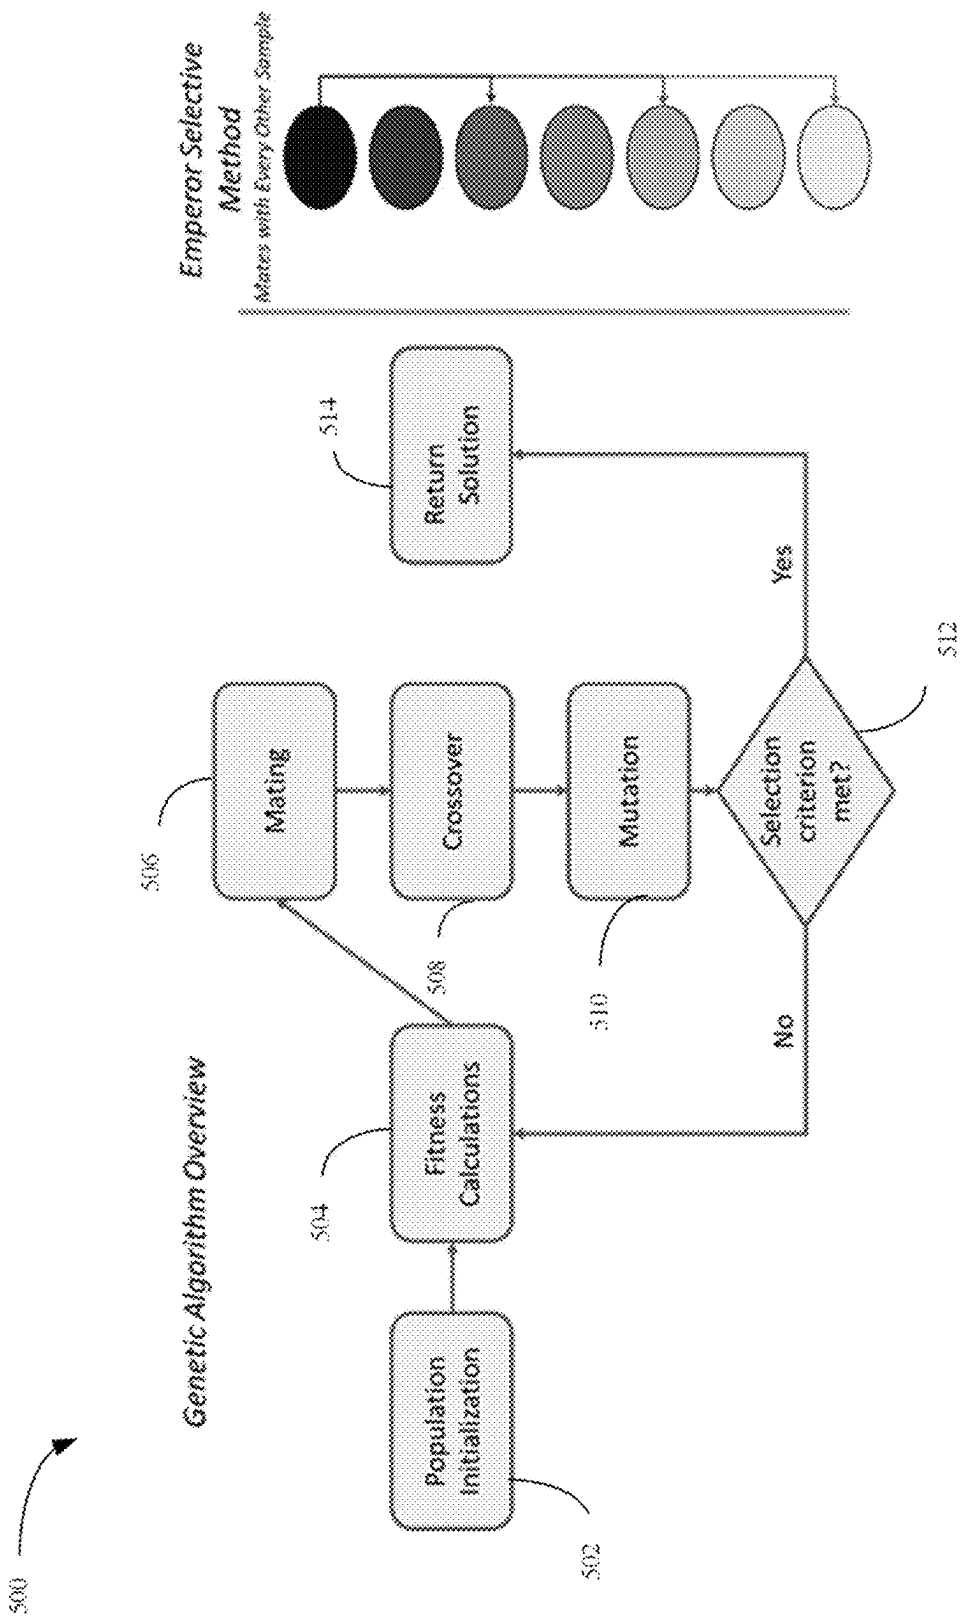 500
Genetic Algorithm Overview
Population
Initialization
502
Fitness
Calculations
504
Mating
506
Crossover
508
Mutation
510
Selection
criterion
met?
512
No
Yes
Return
Solution
514
Emperor Selective
Method
Mates with Every Other Sample